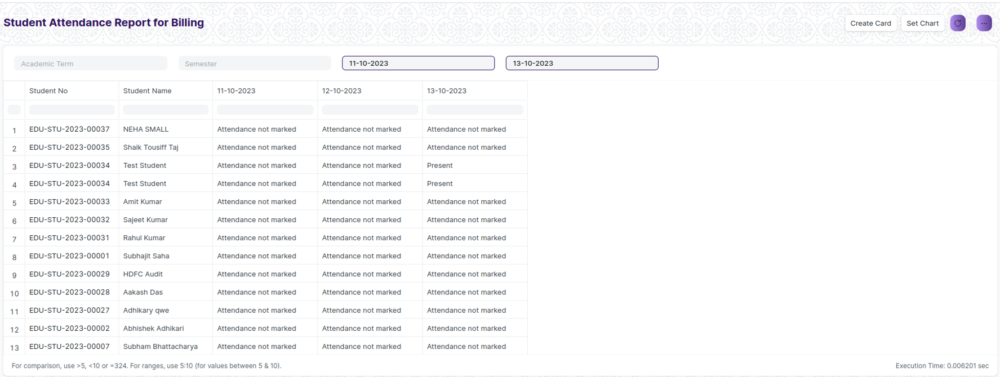 Student Attendance Report for Billing
Create Card
Set Chart
Academic Term
Semester
11-10-2023
13-10-2023
Student No Student Name 11-10-2023 12-10-2023 13-10-2023
1 EDU-STU-2023-00037 NEHA SMALL Attendance not marked Attendance not marked Attendance not marked
2 EDU-STU-2023-00035 Shaik Tousiff Taj Attendance not marked Attendance not marked Attendance not marked
3 EDU-STU-2023-00034 Test Student Attendance not marked Attendance not marked Present
4 EDU-STU-2023-00034 Test Student Attendance not marked Attendance not marked Present
5 EDU-STU-2023-00033 Amit Kumar Attendance not marked Attendance not marked Attendance not marked
6 EDU-STU-2023-00032 Sajeet Kumar Attendance not marked Attendance not marked Attendance not marked
7 EDU-STU-2023-00031 Rahul Kumar Attendance not marked Attendance not marked Attendance not marked
8 EDU-STU-2023-00001 Subhajit Saha Attendance not marked Attendance not marked Attendance not marked
9 EDU-STU-2023-00029 HDFC Audit Attendance not marked Attendance not marked Attendance not marked
10 EDU-STU-2023-00028 Aakash Das Attendance not marked Attendance not marked Attendance not marked
11 EDU-STU-2023-00027 Adhikary qwe Attendance not marked Attendance not marked Attendance not marked
12 EDU-STU-2023-00002 Abhishek Adhikari Attendance not marked Attendance not marked Attendance not marked
13 EDU-STU-2023-00007 Subham Bhattacharya Attendance not marked Attendance not marked Attendance not marked
For comparison, use >5, <10 or =324. For ranges, use 5:10 (for values between 5 & 10).
Execution Time: 0.006201 sec